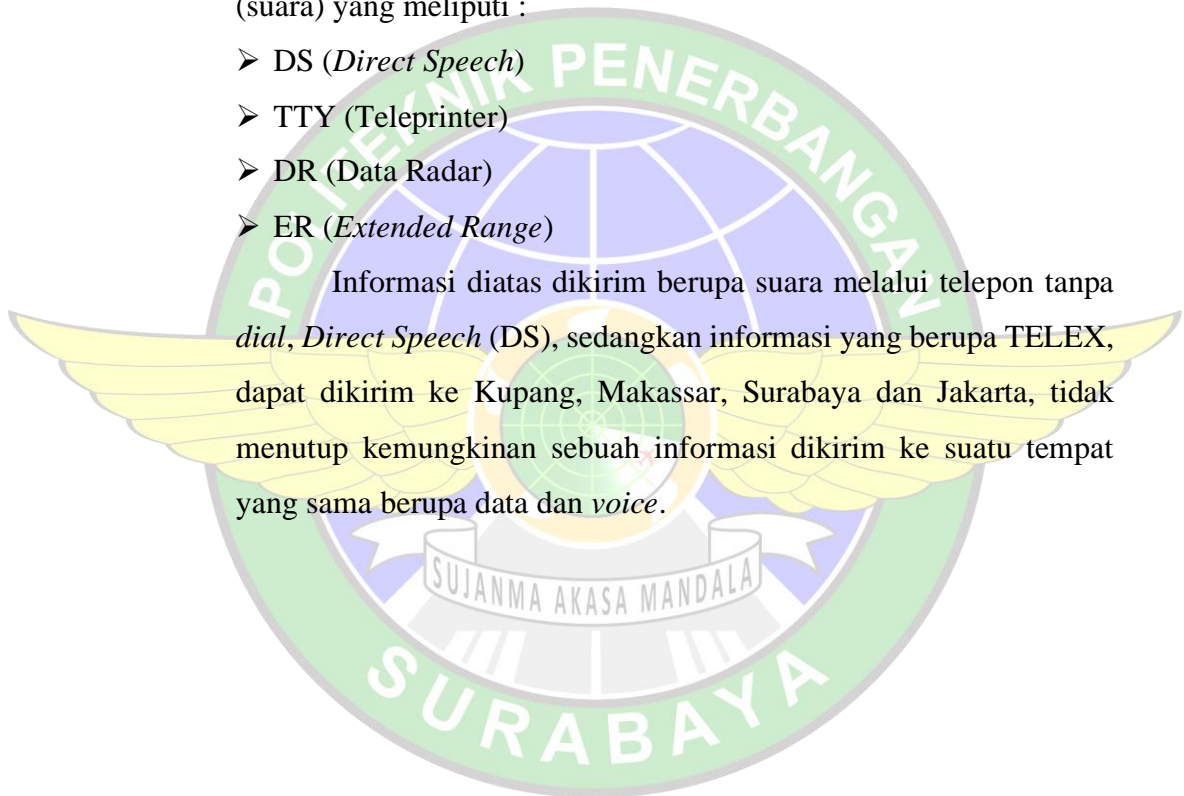 (suara) yang meliputi :
➢ DS (Direct Speech)
➢ TTY (Teleprinter)
➢ DR (Data Radar)
➢ ER (Extended Range)
Informasi diatas dikirim berupa suara melalui telepon tanpa
dial, Direct Speech (DS), sedangkan informasi yang berupa TELEX,
dapat dikirim ke Kupang, Makassar, Surabaya dan Jakarta, tidak
menutup kemungkinan sebuah informasi dikirim ke suatu tempat
yang sama berupa data dan voice.
POLITEKNIK PENERBANGAN
SUJANMA AKASA MANDALA
SURABAYA